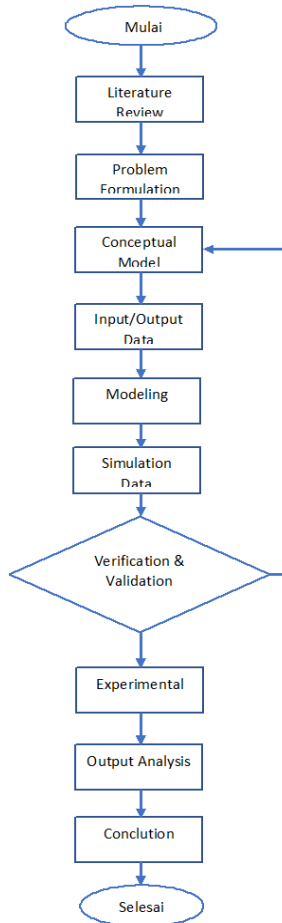 Mulai
Literature
Review
Problem
Formulation
Conceptual
Model
Input/Output
Data
Modeling
Simulation
Data
Verification &
Validation
Experimental
Output Analysis
Conclution
Selesai